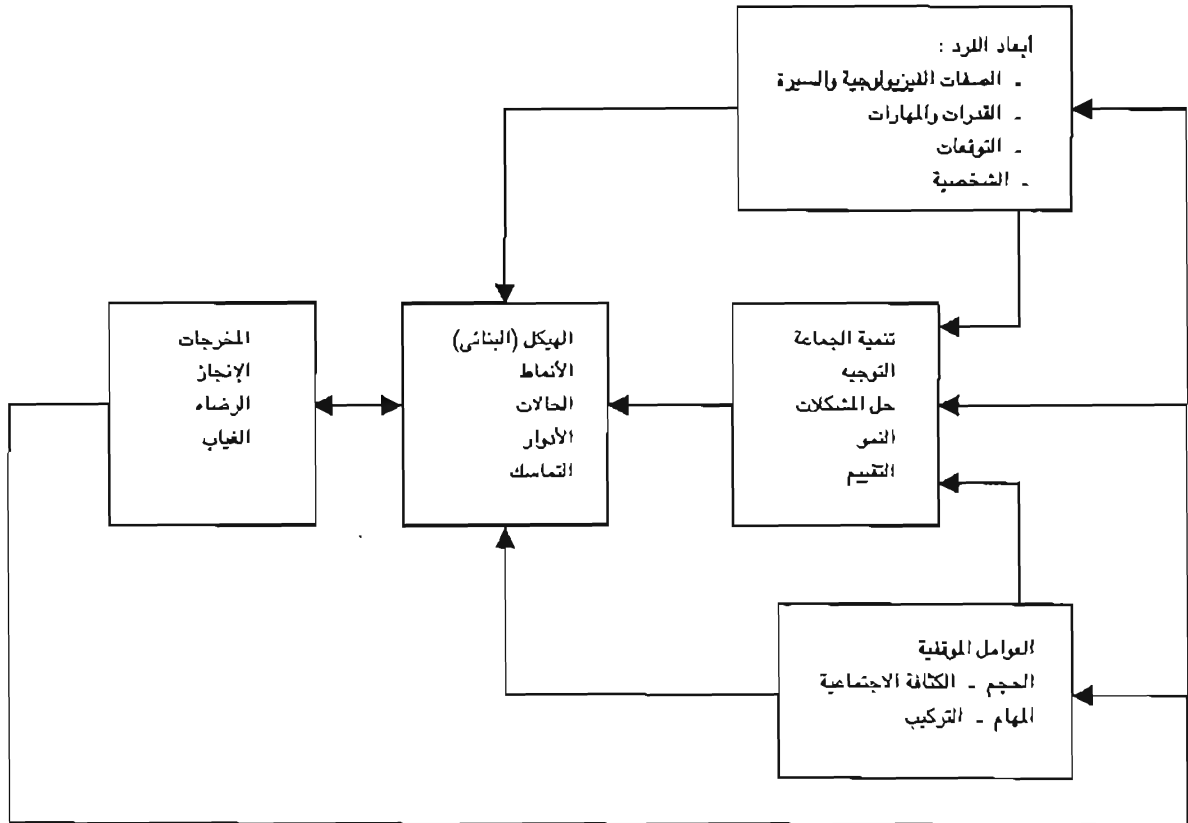 أبعاد الفرد :
- الصفات الفيزيولوجية والسيرة
- القدرات والمهارات
- التوقعات
- الشخصية
تنمية الجماعة
التوجيه
حل المشكلات
النمو
التقييم
الهيكل (البنائى)
الأنماط
الحالات
الأدوار
التماسك
المخرجات
الإنجاز
الرضاء
الغياب
العوامل الموقفية
الحجم - الكثافة الاجتماعية
المهام - التركيب